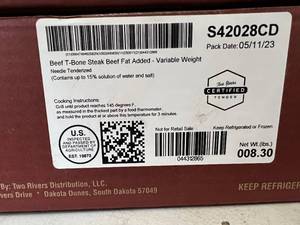 S42028CD
Pack Date: 05/11/23
Beef T-Bone Steak Beef Fat Added - Variable Weight
Needle Tenderized
(Contains up to 15% solution of water and salt)
Cooking Instructions:
Grill until product reaches 145 degrees F.
as measured in the thickest part by a food thermometer.
and hold the product at or above this temperature for 3 minutes.
Two Rivers
CERTIFIED
TENDER
U.S.
INSPECTED
AND PASSED BY
DEPARTMENT OF
AGRICULTURE
EST. 19870
Not for Retail Sale
Keep Refrigerated or Frozen
Net Wt.(lbs.)
008.30
by: Two Rivers Distribution, LLC.
Rivers Drive * Dakota Dunes, South Dakota 57049
KEEP REFRIGER